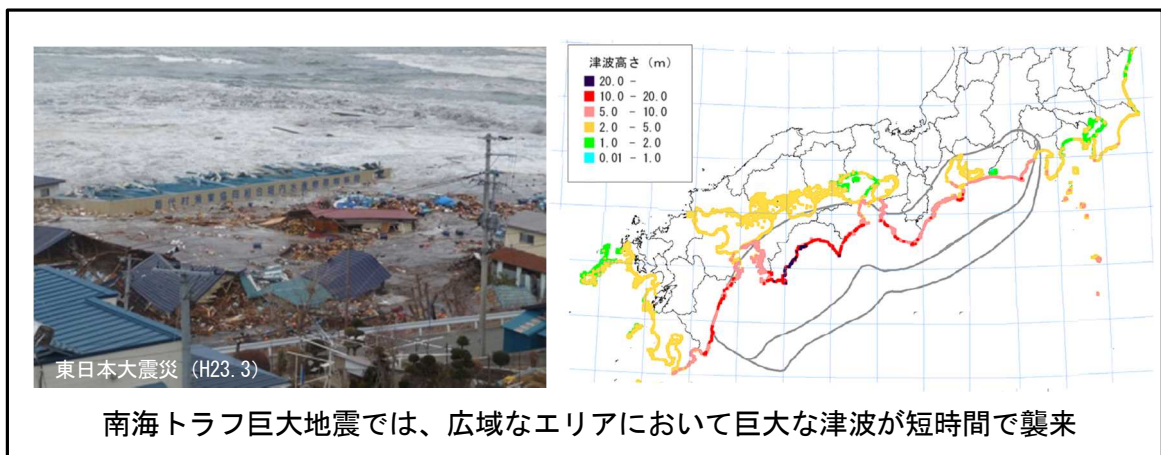 東日本大震災（H23.3）
津波高さ（m）
20.0 -
10.0 - 20.0
5.0 - 10.0
2.0 - 5.0
1.0 - 2.0
0.01 - 1.0
南海トラフ巨大地震では、広域なエリアにおいて巨大な津波が短時間で襲来